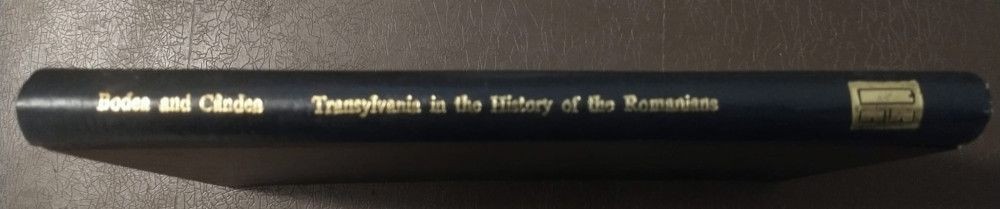 Bodea and Cândea Transylvania in the History of the Romanians